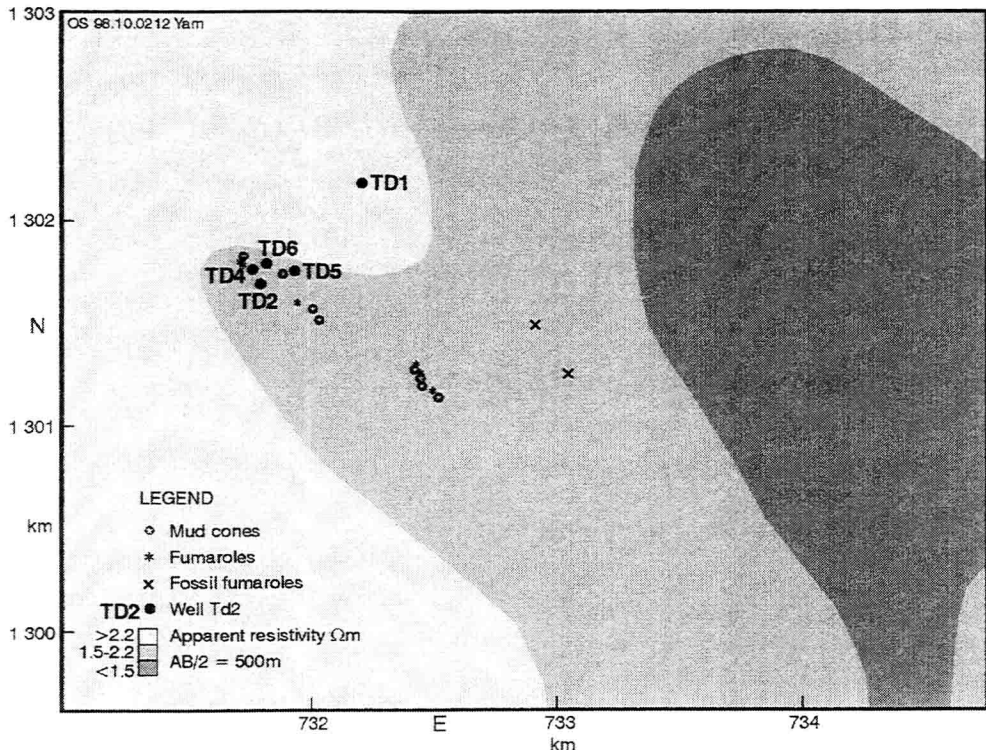 1 303
OS 98.10.0212 Yam
TD1
1 302
TD6
TD4
TD5
TD2
N
1 301
LEGEND
km
Mud cones
Fumaroles
Fossil fumaroles
TD2 Well Td2
1 300
>2.2 Apparent resistivity Ωm
1.5-2.2
<1.5 AB/2 = 500m
732 E 733 734
km